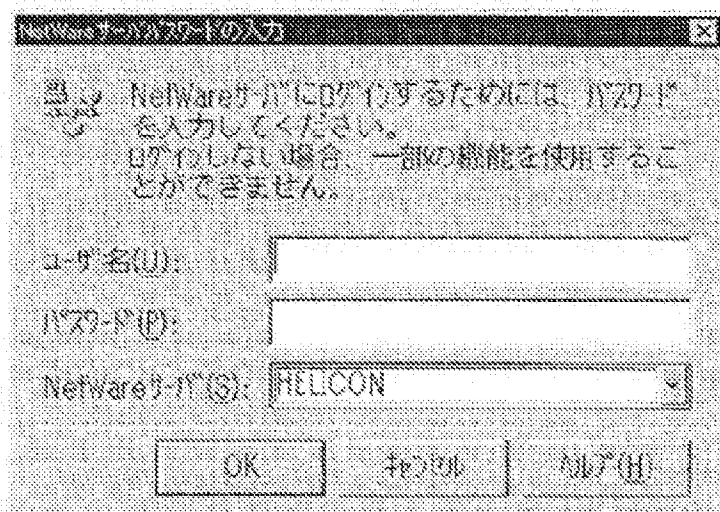 NetWareサーバパスワードの入力
NetWareサーバにログインするためには、パスワード
を入力してください。
ログインしない場合、一部の機能を使用するこ
とができません。
ユーザ名(U):
パスワード(P):
NetWareサーバ(S): HELICON
OK キャンセル ヘルプ(H)